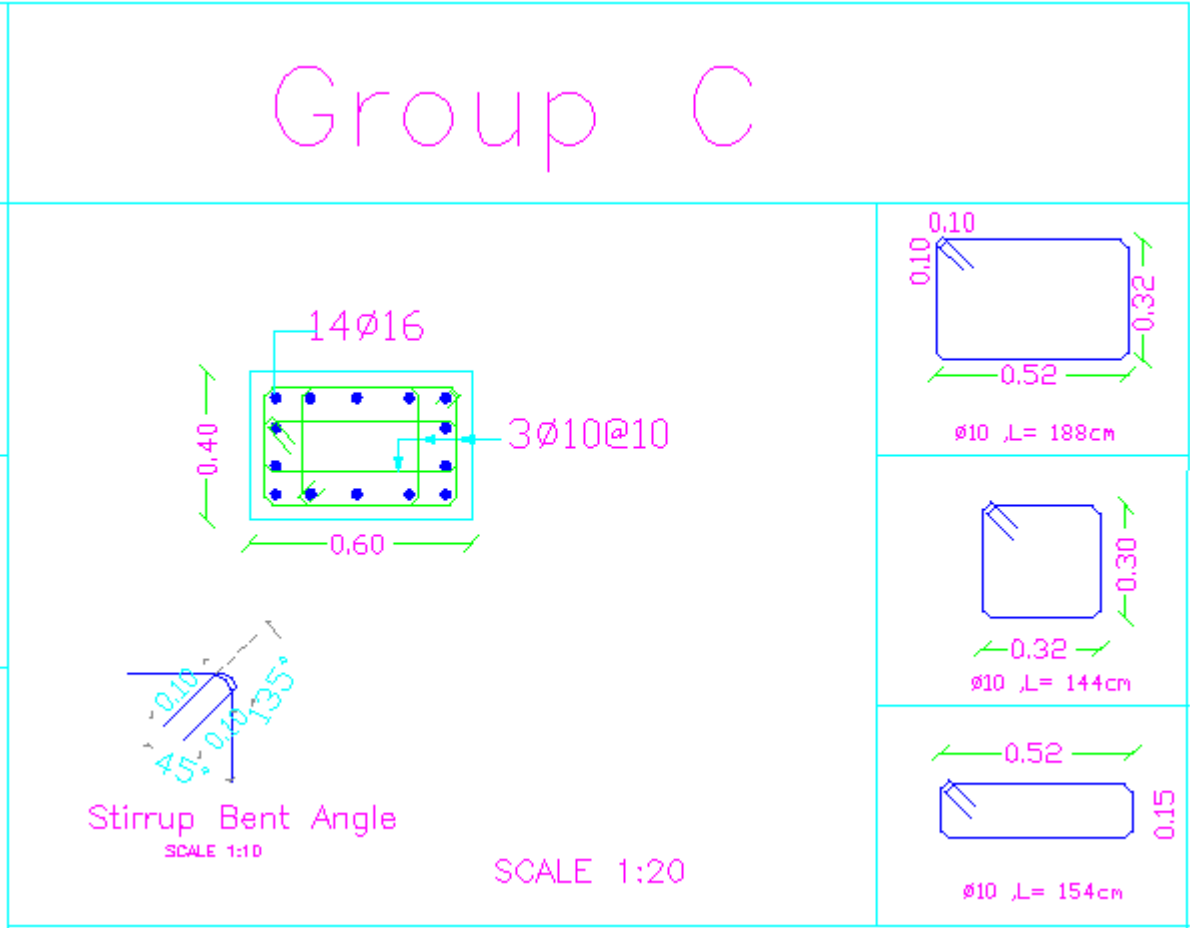 Group C
14Ø16
3Ø10@10
0.40
0.60
0.10
0.10
135°
45°
Stirrup Bent Angle
SCALE 1:10
SCALE 1:20
0.10
0.10
0.32
0.52
Ø10 ,L= 188cm
0.30
0.32
Ø10 ,L= 144cm
0.52
0.15
Ø10 ,L= 154cm